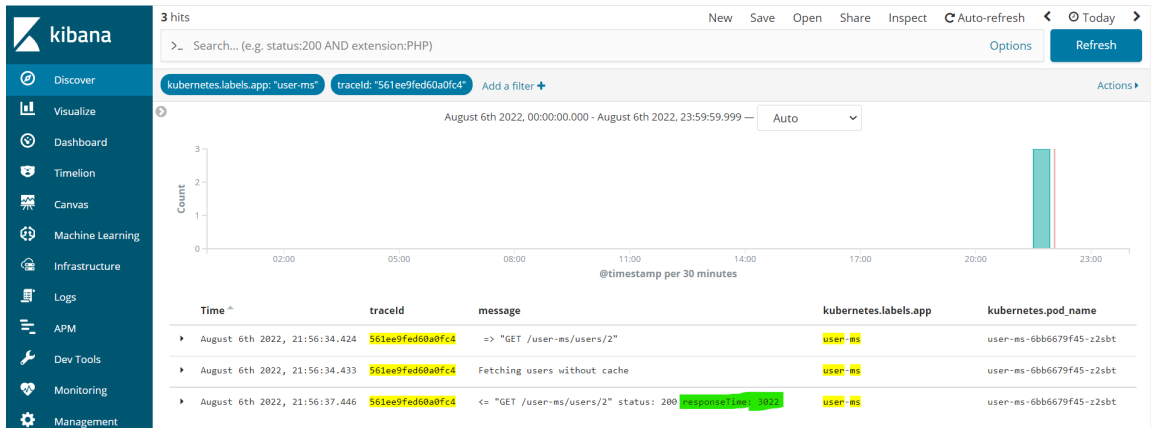 kibana
Discover
Visualize
Dashboard
Timelion
Canvas
Machine Learning
Infrastructure
Logs
APM
Dev Tools
Monitoring
Management
3 hits
New Save Open Share Inspect Auto-refresh Today
>_ Search... (e.g. status:200 AND extension:PHP) Options Refresh
kubernetes.labels.app: "user-ms" traceId: "561ee9fed60a0fc4" Add a filter + Actions
August 6th 2022, 00:00:00.000 - August 6th 2022, 23:59:59.999 — Auto
Count
3
2
1
0
02:00 05:00 08:00 11:00 14:00 17:00 20:00 23:00
@timestamp per 30 minutes
Time traceId message kubernetes.labels.app kubernetes.pod_name
August 6th 2022, 21:56:34.424 561ee9fed60a0fc4 => "GET /user-ms/users/2" user-ms user-ms-6bb6679f45-z2sbt
August 6th 2022, 21:56:34.433 561ee9fed60a0fc4 Fetching users without cache user-ms user-ms-6bb6679f45-z2sbt
August 6th 2022, 21:56:37.446 561ee9fed60a0fc4 <= "GET /user-ms/users/2" status: 200 responseTime: 3022 user-ms user-ms-6bb6679f45-z2sbt